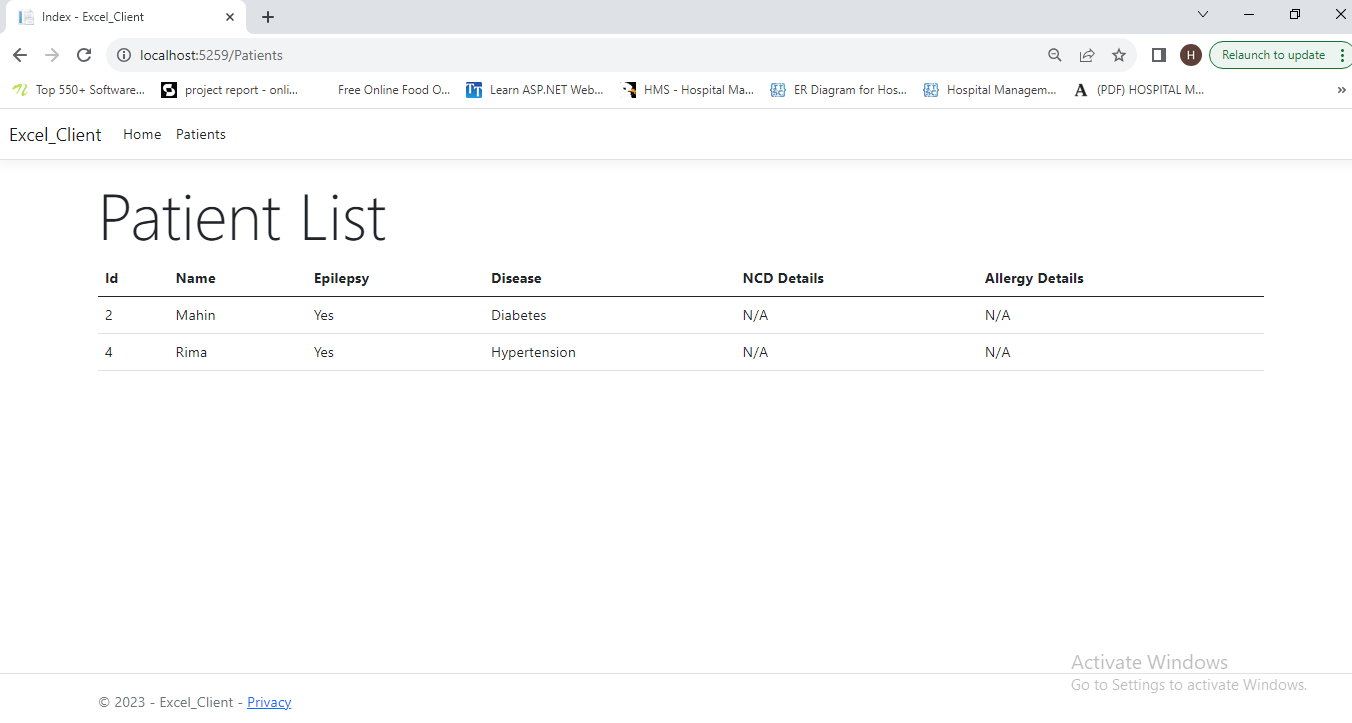 Index - Excel_Client
localhost:5259/Patients
H
Relaunch to update
Top 550+ Software...
project report - onli...
Free Online Food O...
Learn ASP.NET Web...
HMS - Hospital Ma...
ER Diagram for Hos...
Hospital Managem...
(PDF) HOSPITAL M...
Excel_Client Home Patients
Patient List
Id Name Epilepsy Disease NCD Details Allergy Details
2 Mahin Yes Diabetes N/A N/A
4 Rima Yes Hypertension N/A N/A
Activate Windows
Go to Settings to activate Windows.
© 2023 - Excel_Client - Privacy